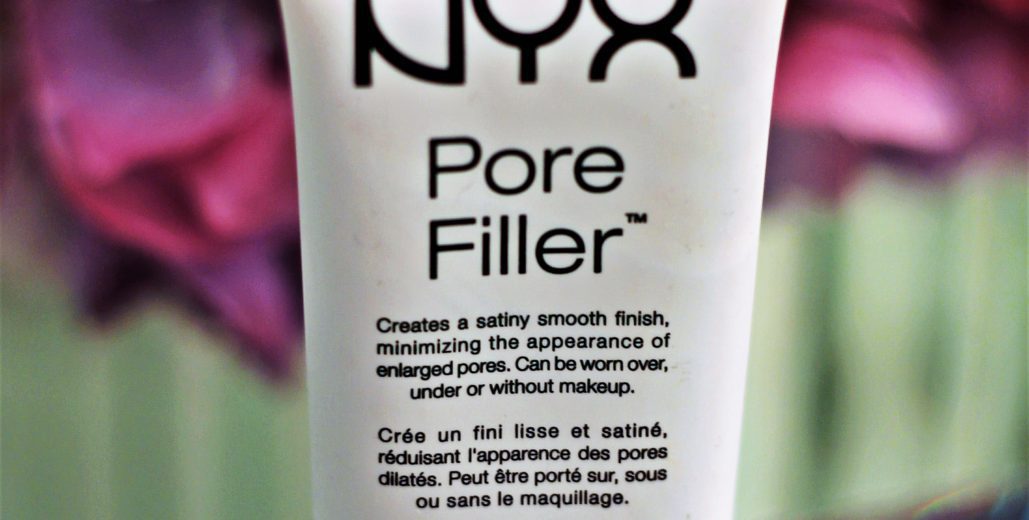 NYX
Pore
Filler™
Creates a satiny smooth finish,
minimizing the appearance of
enlarged pores. Can be worn over,
under or without makeup.
Crée un fini lisse et satiné,
réduisant l'apparence des pores
dilatés. Peut être porté sur, sous
ou sans le maquillage.